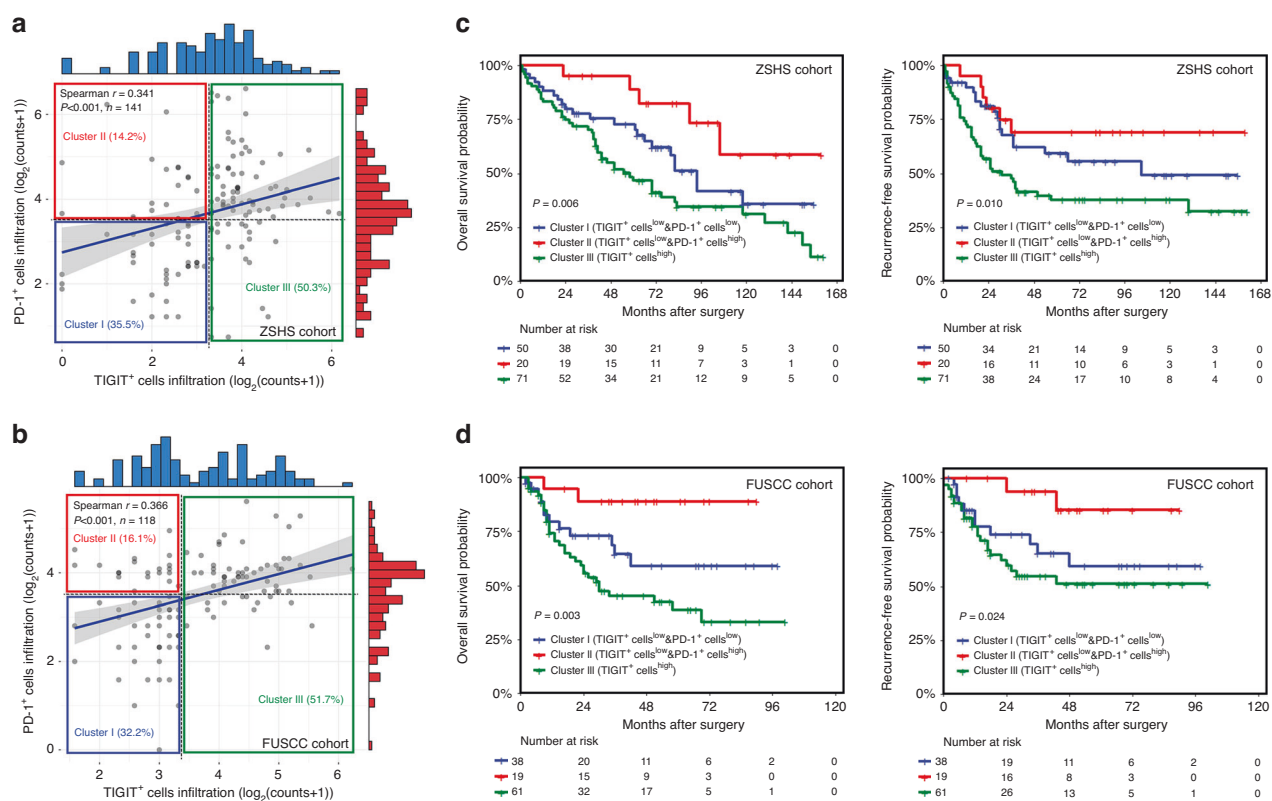 a
Spearman r = 0.341
P<0.001, n = 141
Cluster II (14.2%)
Cluster III (50.3%)
Cluster I (35.5%)
ZSHS cohort
6
4
2
0 2 4 6
PD-1⁺ cells infiltration (log₂(counts+1))
TIGIT⁺ cells infiltration (log₂(counts+1))
b
Spearman r = 0.366
P<0.001, n = 118
Cluster II (16.1%)
Cluster III (51.7%)
Cluster I (32.2%)
FUSCC cohort
4
2
0
2 3 4 5 6
PD-1⁺ cells infiltration (log₂(counts+1))
TIGIT⁺ cells infiltration (log₂(counts+1))
c
ZSHS cohort
100%
75%
50%
25%
0%
Overall survival probability
P = 0.006
Cluster I (TIGIT⁺ cellsˡᵒʷ&PD-1⁺ cellsˡᵒʷ)
Cluster II (TIGIT⁺ cellsˡᵒʷ&PD-1⁺ cellsʰⁱᵍʰ)
Cluster III (TIGIT⁺ cellsʰⁱᵍʰ)
0 24 48 72 96 120 144 168
Months after surgery
Number at risk
50 38 30 21 9 5 3 0
20 19 15 11 7 3 1 0
71 52 34 21 12 9 5 0
ZSHS cohort
100%
75%
50%
25%
0%
Recurrence-free survival probability
P = 0.010
Cluster I (TIGIT⁺ cellsˡᵒʷ&PD-1⁺ cellsˡᵒʷ)
Cluster II (TIGIT⁺ cellsˡᵒʷ&PD-1⁺ cellsʰⁱᵍʰ)
Cluster III (TIGIT⁺ cellsʰⁱᵍʰ)
0 24 48 72 96 120 144 168
Months after surgery
Number at risk
50 34 21 14 9 5 3 0
20 16 11 10 6 3 1 0
71 38 24 17 10 8 4 0
d
FUSCC cohort
100%
75%
50%
25%
0%
Overall survival probability
P = 0.003
Cluster I (TIGIT⁺ cellsˡᵒʷ&PD-1⁺ cellsˡᵒʷ)
Cluster II (TIGIT⁺ cellsˡᵒʷ&PD-1⁺ cellsʰⁱᵍʰ)
Cluster III (TIGIT⁺ cellsʰⁱᵍʰ)
0 24 48 72 96 120
Months after surgery
Number at risk
38 20 11 6 2 0
19 15 9 3 0 0
61 32 17 5 1 0
FUSCC cohort
100%
75%
50%
25%
0%
Recurrence-free survival probability
P = 0.024
Cluster I (TIGIT⁺ cellsˡᵒʷ&PD-1⁺ cellsˡᵒʷ)
Cluster II (TIGIT⁺ cellsˡᵒʷ&PD-1⁺ cellsʰⁱᵍʰ)
Cluster III (TIGIT⁺ cellsʰⁱᵍʰ)
0 24 48 72 96 120
Months after surgery
Number at risk
38 19 11 6 2 0
19 16 8 3 0 0
61 26 13 5 1 0